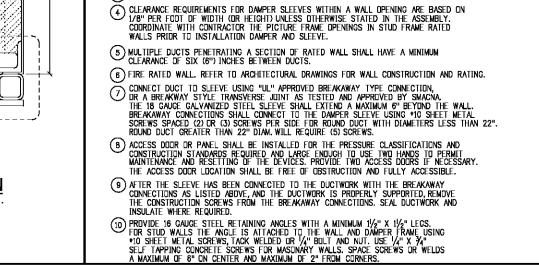 ④ CLEARANCE REQUIREMENTS FOR DAMPER SLEEVES WITHIN A WALL OPENING ARE BASED ON
1/8" PER FOOT OF WIDTH (OR HEIGHT) UNLESS OTHERWISE STATED IN THE ASSEMBLY.
COORDINATE WITH CONTRACTOR THE PICTURE FRAME OPENINGS IN STUD FRAME RATED
WALLS PRIOR TO INSTALLATION DAMPER AND SLEEVE.
⑤ MULTIPLE DUCTS PENETRATING A SECTION OF RATED WALL SHALL HAVE A MINIMUM
CLEARANCE OF SIX (6") INCHES BETWEEN DUCTS.
⑥ FIRE RATED WALL. REFER TO ARCHITECTURAL DRAWINGS FOR WALL CONSTRUCTION AND RATING.
⑦ CONNECT DUCT TO SLEEVE USING "UL" APPROVED BREAKAWAY TYPE CONNECTION,
OR A BREAKWAY STYLE TRANSVERSE JOINT AS TESTED AND APPROVED BY SMACNA.
THE 16 GAUGE GALVANIZED STEEL SLEEVE SHALL EXTEND A MAXIMUM 6" BEYOND THE WALL.
BREAKAWAY CONNECTIONS SHALL CONNECT TO THE DAMPER SLEEVE USING #10 SHEET METAL
SCREWS SPACED (2) OR (3) SCREWS PER SIDE FOR ROUND DUCT WITH DIAMETERS LESS THAN 22".
ROUND DUCT GREATER THAN 22" DIAM. WILL REQUIRE (5) SCREWS.
⑧ ACCESS DOOR OR PANEL SHALL BE INSTALLED FOR THE PRESSURE CLASSIFICATIONS AND
CONSTRUCTION STANDARDS REQUIRED AND LARGE ENOUGH TO USE TWO HANDS TO PERMIT
MAINTENANCE AND RESETTING OF THE DEVICES. PROVIDE TWO ACCESS DOORS IF NECESSARY.
THE ACCESS DOOR LOCATION SHALL BE FREE OF OBSTRUCTION AND FULLY ACCESSIBLE.
⑨ AFTER THE SLEEVE HAS BEEN CONNECTED TO THE DUCTWORK WITH THE BREAKAWAY
CONNECTIONS AS LISTED ABOVE, AND THE DUCTWORK IS PROPERLY SUPPORTED, REMOVE
THE CONSTRUCTION SCREWS FROM THE BREAKAWAY CONNECTIONS. SEAL DUCTWORK AND
INSULATE WHERE REQUIRED.
⑩ PROVIDE 16 GAUGE STEEL RETAINING ANGLES WITH A MINIMUM 1½" X 1½" LEGS.
FOR STUD WALLS THE ANGLE IS ATTACHED TO THE WALL AND DAMPER FRAME USING
#10 SHEET METAL SCREWS, TACK WELDED OR ¼" BOLT AND NUT. USE ¼" X ¾"
SELF TAPPING CONCRETE SCREWS FOR MASONARY WALLS. SPACE SCREWS OR WELDS
A MAXIMUM OF 6" ON CENTER AND MAXIMUM OF 2" FROM CORNERS.